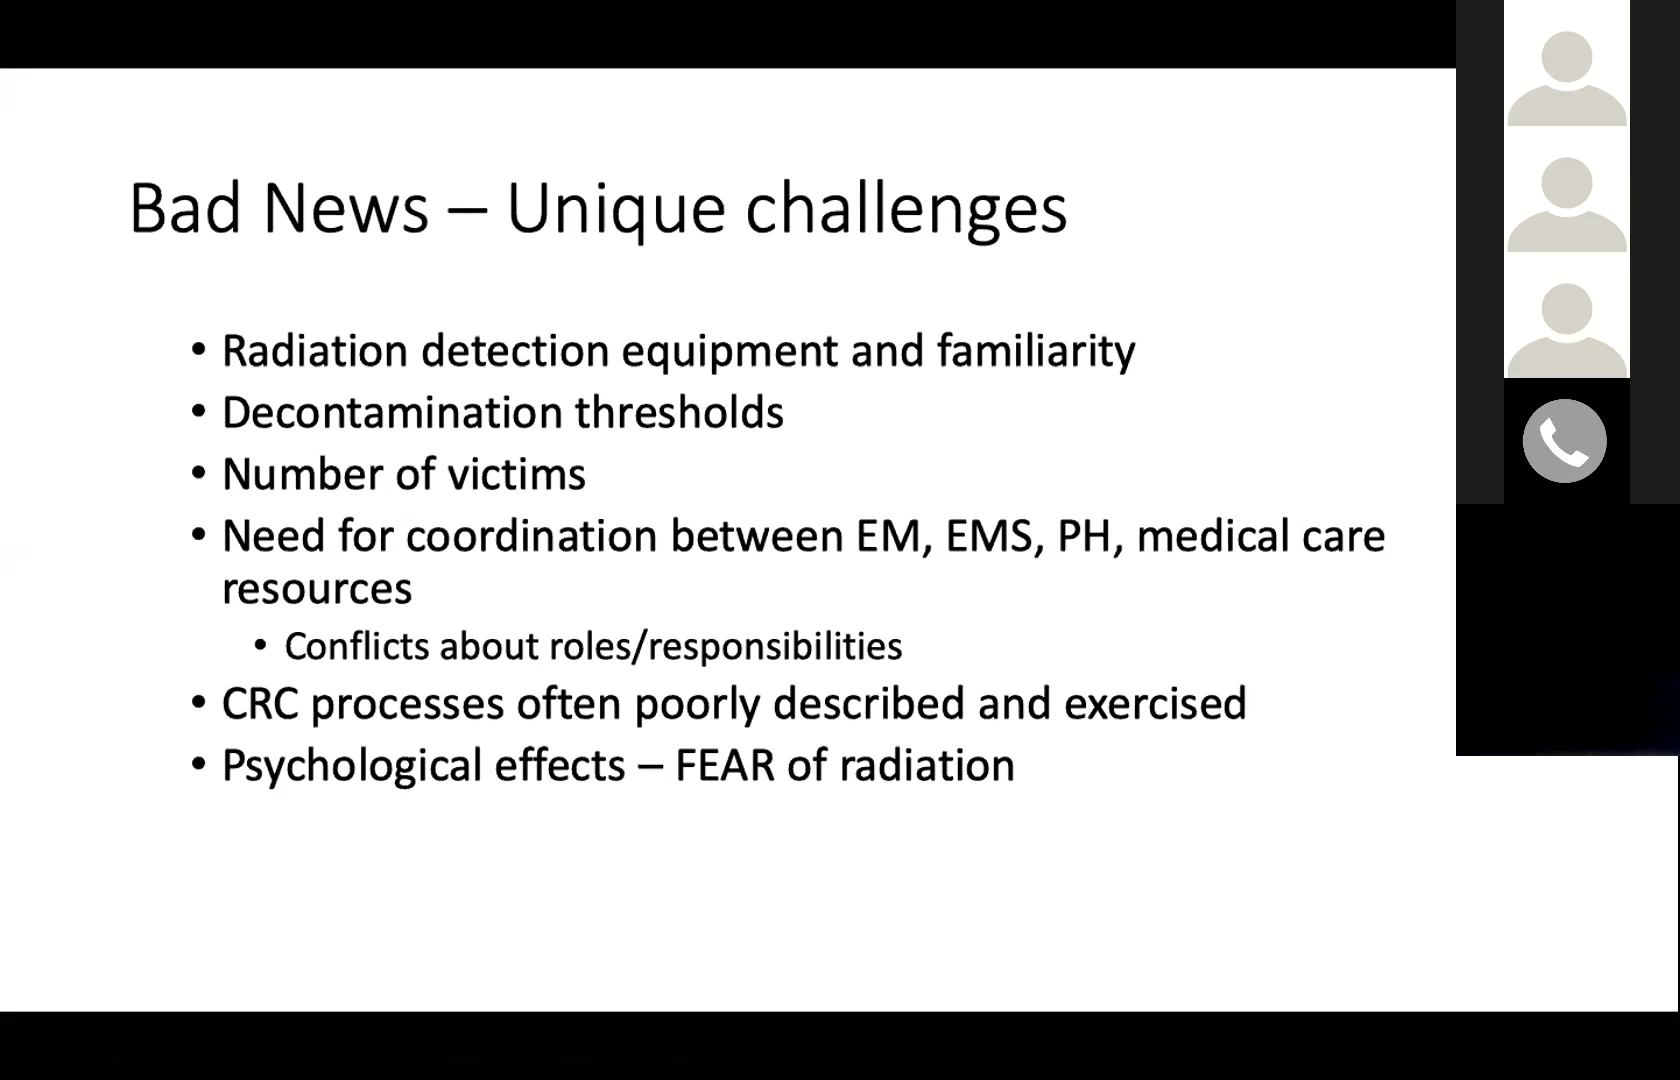 Bad News – Unique challenges
• Radiation detection equipment and familiarity
• Decontamination thresholds
• Number of victims
• Need for coordination between EM, EMS, PH, medical care
resources
• Conflicts about roles/responsibilities
• CRC processes often poorly described and exercised
• Psychological effects – FEAR of radiation